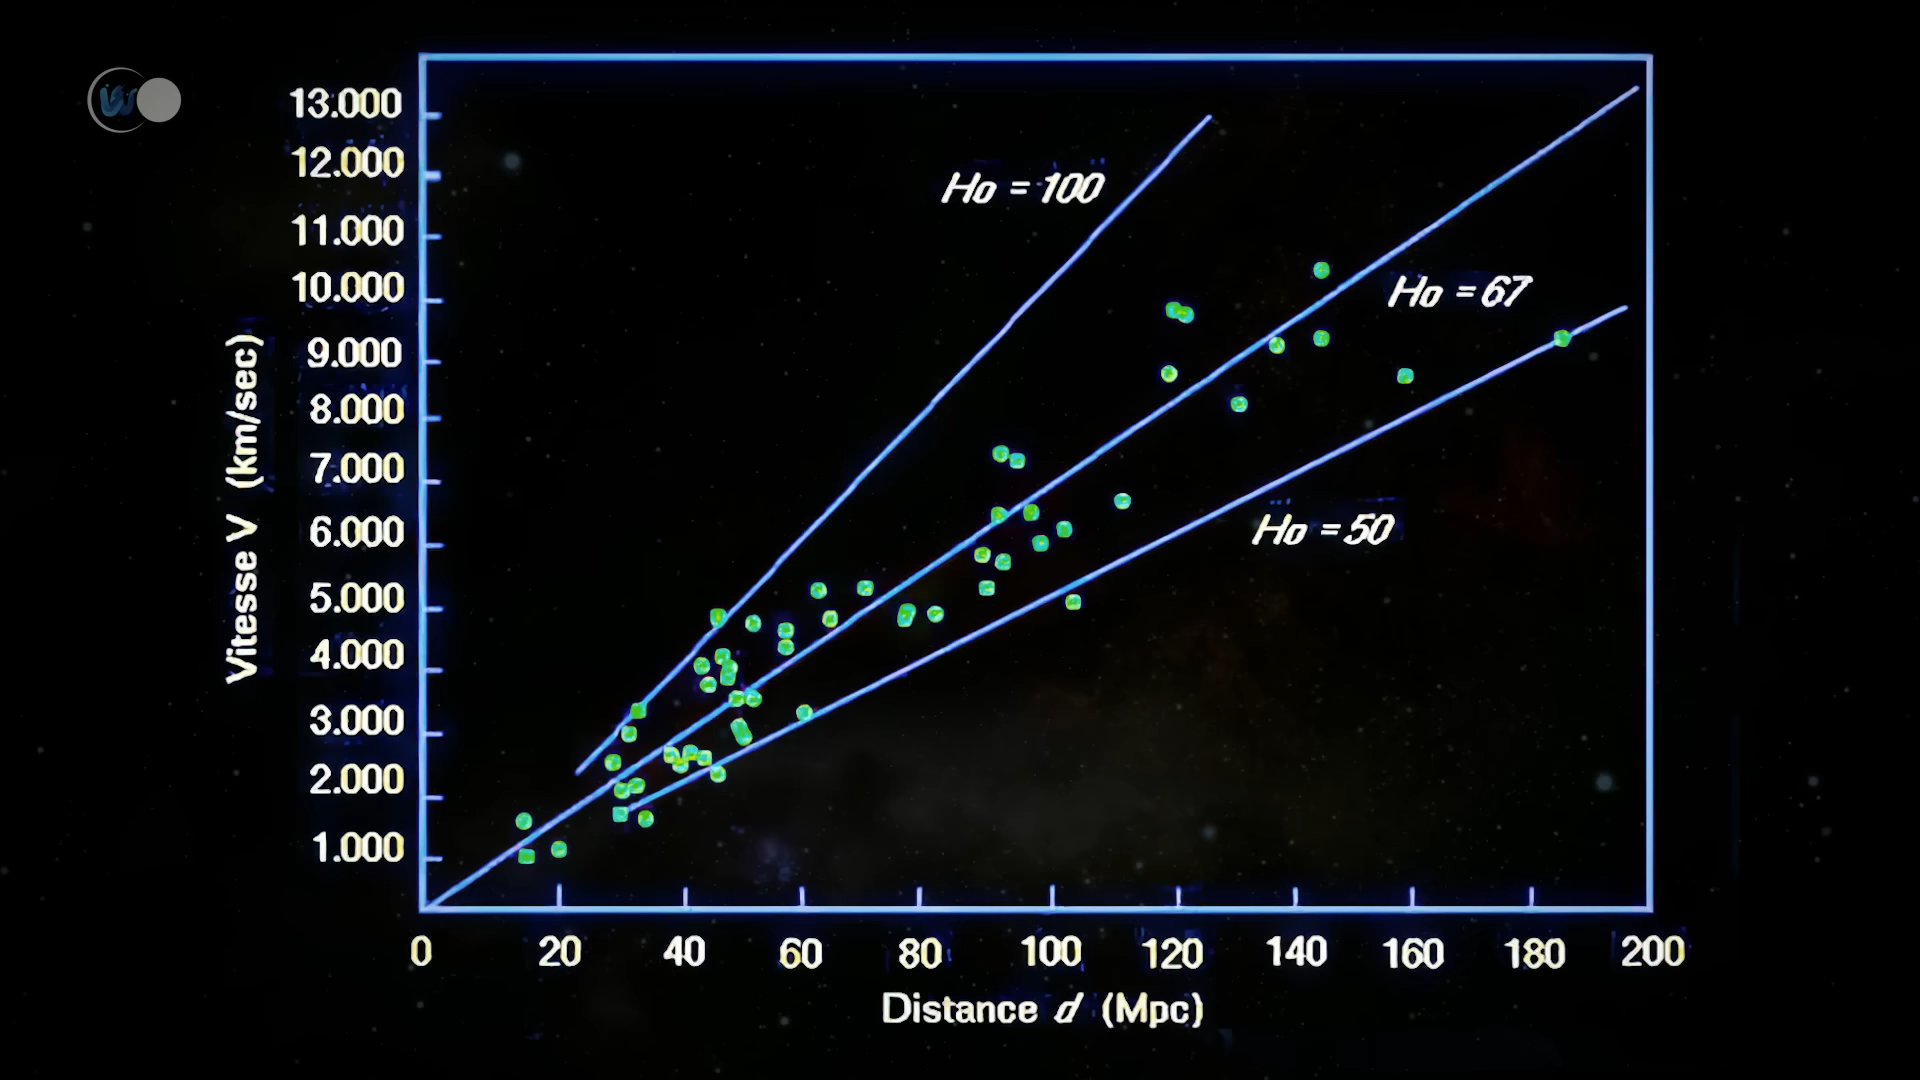 W
13.000
12.000
11.000
10.000
9.000
8.000
7.000
6.000
5.000
4.000
3.000
2.000
1.000
Vitesse V (km/sec)
Ho = 100
Ho = 67
Ho = 50
0 20 40 60 80 100 120 140 160 180 200
Distance d (Mpc)